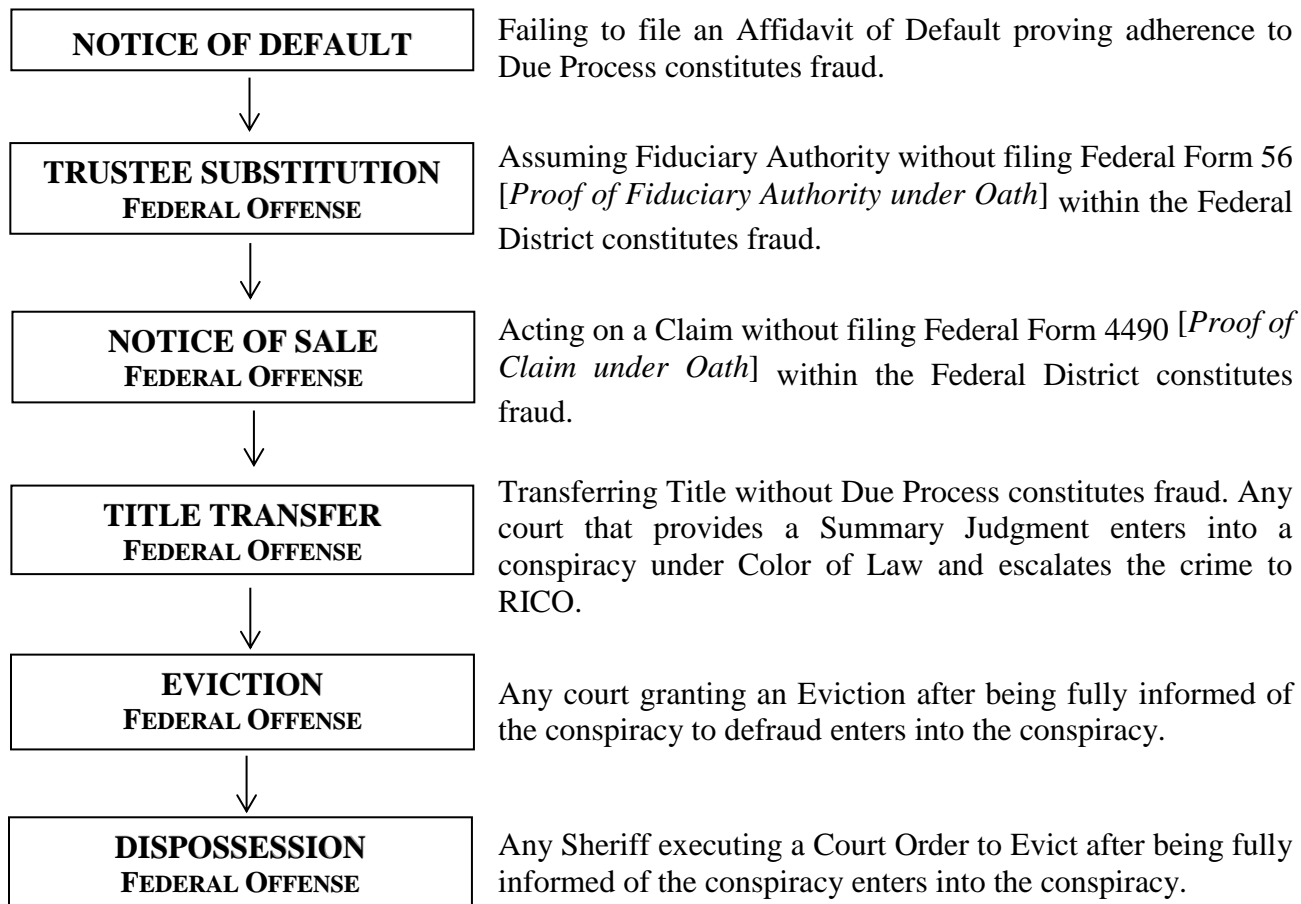 NOTICE OF DEFAULT
Failing to file an Affidavit of Default proving adherence to
Due Process constitutes fraud.
TRUSTEE SUBSTITUTION
FEDERAL OFFENSE
Assuming Fiduciary Authority without filing Federal Form 56
[Proof of Fiduciary Authority under Oath] within the Federal
District constitutes fraud.
NOTICE OF SALE
FEDERAL OFFENSE
Acting on a Claim without filing Federal Form 4490 [Proof of
Claim under Oath] within the Federal District constitutes
fraud.
TITLE TRANSFER
FEDERAL OFFENSE
Transferring Title without Due Process constitutes fraud. Any
court that provides a Summary Judgment enters into a
conspiracy under Color of Law and escalates the crime to
RICO.
EVICTION
FEDERAL OFFENSE
Any court granting an Eviction after being fully informed of
the conspiracy to defraud enters into the conspiracy.
DISPOSSESSION
FEDERAL OFFENSE
Any Sheriff executing a Court Order to Evict after being fully
informed of the conspiracy enters into the conspiracy.